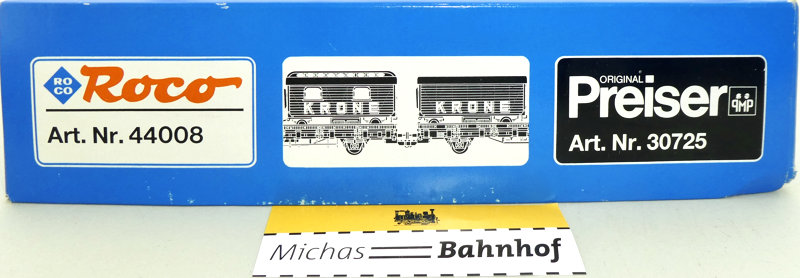 RO
CO
Roco
Art. Nr. 44008
KRONE
KRONE
ORIGINAL
Preiser
PMP
Art. Nr. 30725
Michas Bahnhof